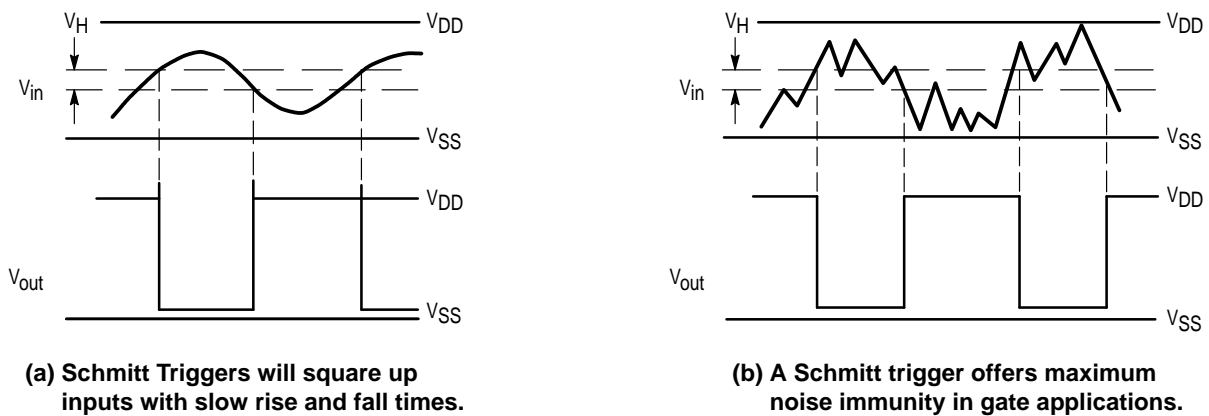 VH
VDD
Vin
VSS
VDD
Vout
VSS
(a) Schmitt Triggers will square up
inputs with slow rise and fall times.
VH
VDD
Vin
VSS
VDD
Vout
VSS
(b) A Schmitt trigger offers maximum
noise immunity in gate applications.